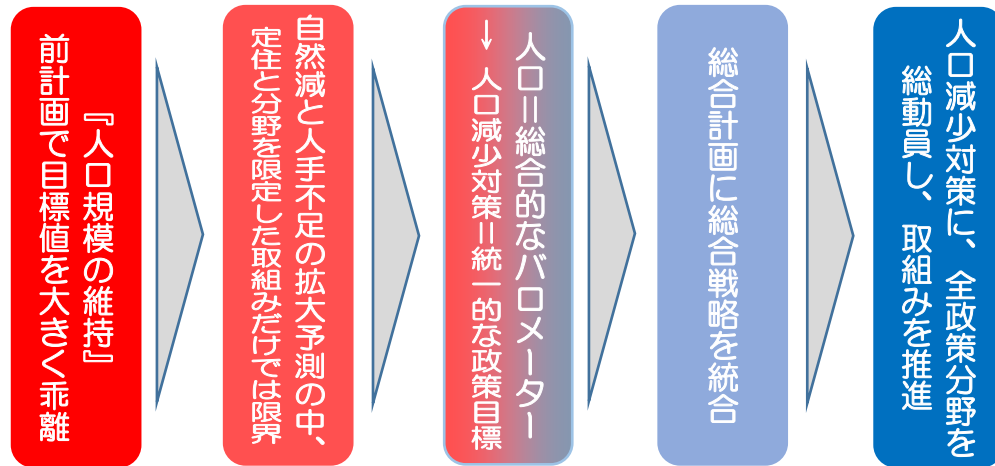 『人口規模の維持』
前計画で目標値を大きく乖離
自然減と人手不足の拡大予測の中、
定住と分野を限定した取組みだけでは限界
人口＝総合的なバロメーター
→ 人口減少対策＝統一的な政策目標
総合計画に総合戦略を統合
人口減少対策に、全政策分野を
総動員し、取組みを推進